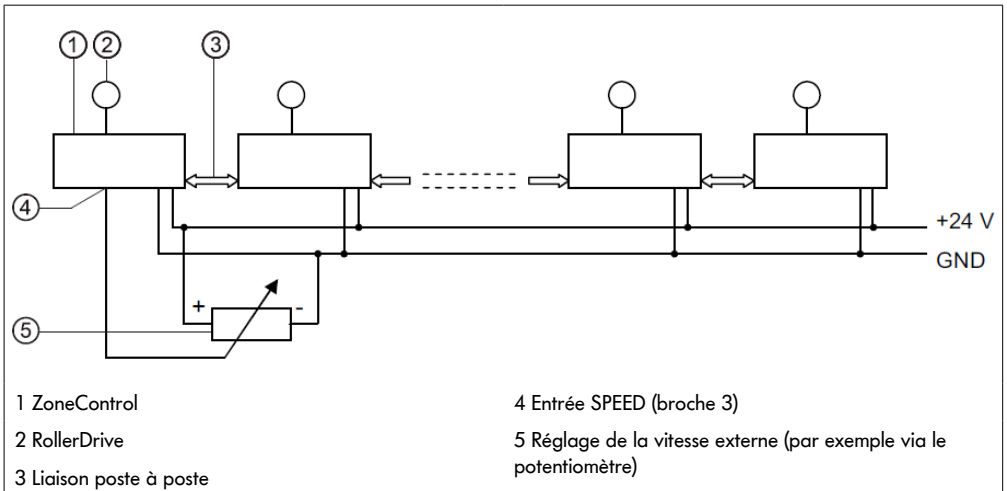 1 2 3
4
+24 V
GND
+ -
5
1 ZoneControl
2 RollerDrive
3 Liaison poste à poste
4 Entrée SPEED (broche 3)
5 Réglage de la vitesse externe (par exemple via le
potentiomètre)